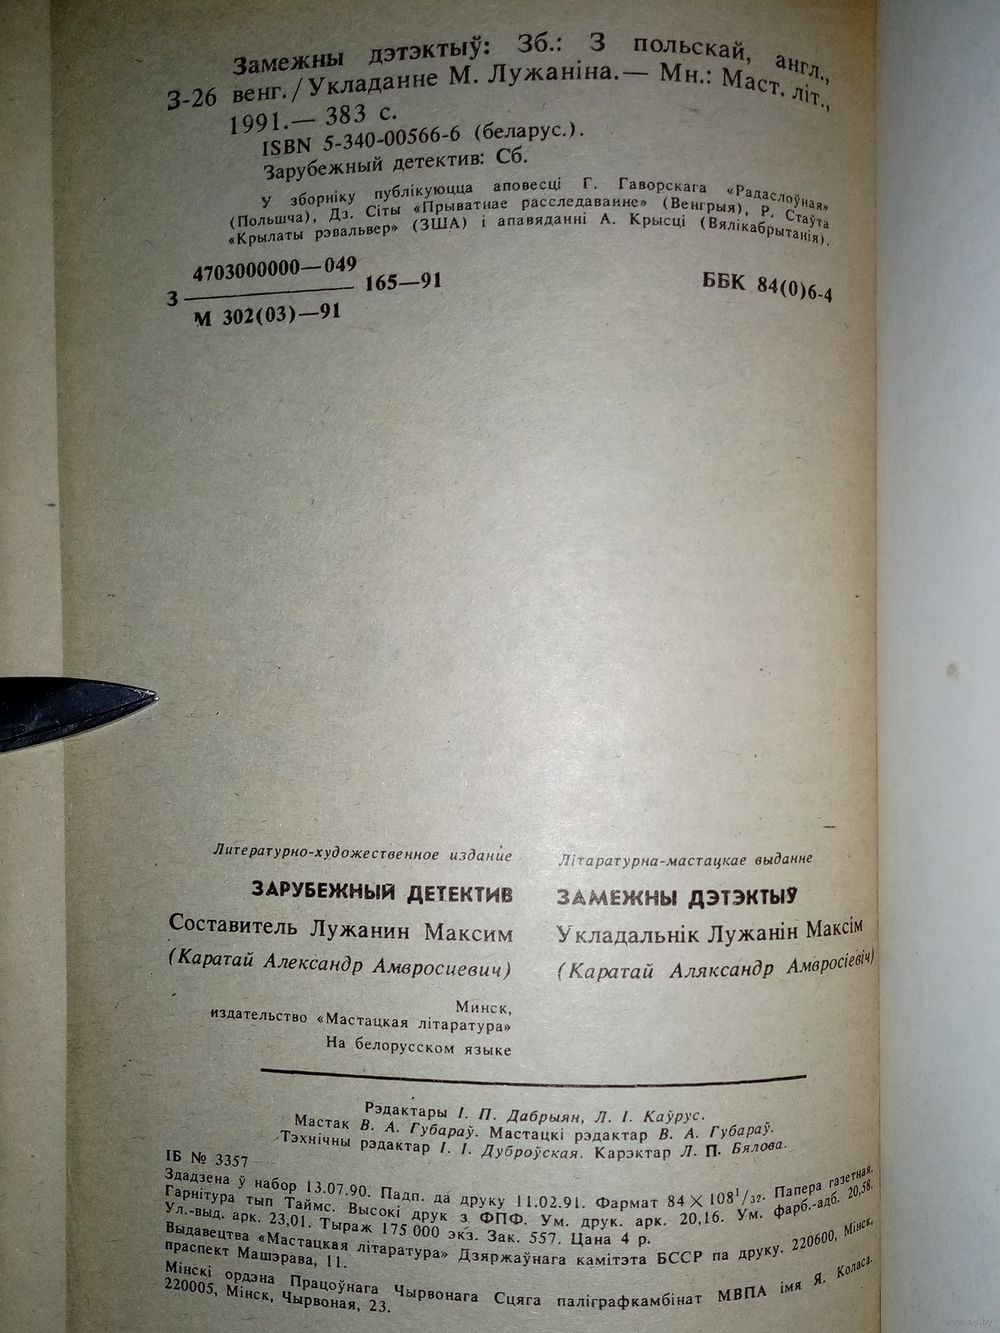 Замежны дэтэктыў: Зб.: З польскай, англ.,
З-26 венг./Укладанне М. Лужаніна.— Мн.: Маст. літ.,
1991.— 383 с.
ISBN 5-340-00566-6 (беларус.).
Зарубежный детектив: Сб.
У зборніку публікуюцца аповесці Г. Гаворскага «Радаслоўная»
(Польшча), Дз. Сіты «Прыватнае расследаванне» (Венгрыя), Р. Стаўта
«Крылаты рэвальвер» (ЗША) і апавяданні А. Крысці (Вялікабрытанія).
4703000000—049
З 165—91 ББК 84(0)6-4
М 302(03)—91
Литературно-художественное издание
ЗАРУБЕЖНЫЙ ДЕТЕКТИВ
Составитель Лужанин Максим
(Каратай Александр Амвросиевич)
Минск,
издательство «Мастацкая літаратура»
На белорусском языке
Літаратурна-мастацкае выданне
ЗАМЕЖНЫ ДЭТЭКТЫЎ
Укладальнік Лужанін Максім
(Каратай Аляксандр Амвросіевіч)
Рэдактары І. П. Дабрыян, Л. І. Каўрус.
Мастак В. А. Губараў. Мастацкі рэдактар В. А. Губараў.
Тэхнічны рэдактар І. І. Дуброўская. Карэктар Л. П. Бялова.
ІБ № 3357
Здадзена ў набор 13.07.90. Падп. да друку 11.02.91. Фармат 84×108¹/₃₂. Папера газетная.
Гарнітура тып Таймс. Высокі друк з ФПФ. Ум. друк. арк. 20,16. Ум. фарб.-адб. 20,58.
Ул.-выд. арк. 23,01. Тыраж 175 000 экз. Зак. 557. Цана 4 р.
Выдавецтва «Мастацкая літаратура» Дзяржаўнага камітэта БССР па друку. 220600, Мінск,
праспект Машэрава, 11.
Мінскі ордэна Працоўнага Чырвонага Сцяга паліграфкамбінат МВПА імя Я. Коласа.
220005, Мінск, Чырвоная, 23.
www.ay.by